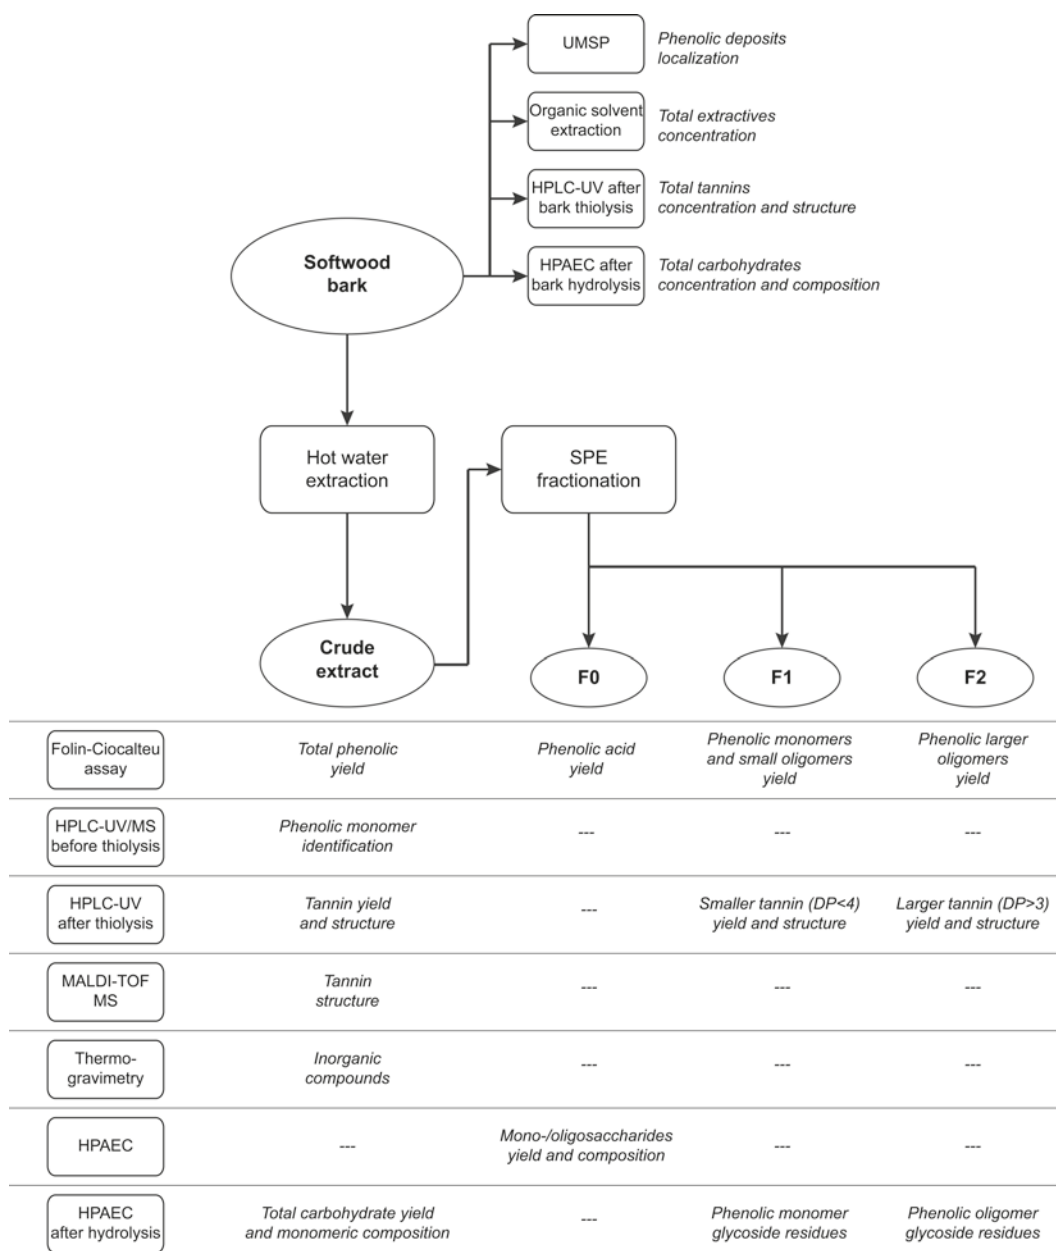 UMSP
Phenolic deposits
localization
Organic solvent
extraction
Total extractives
concentration
HPLC-UV after
bark thiolysis
Total tannins
concentration and structure
Softwood
bark
HPAEC after
bark hydrolysis
Total carbohydrates
concentration and composition
Hot water
extraction
SPE
fractionation
Crude
extract
F0
F1
F2
Folin-Ciocalteu
assay
Total phenolic
yield
Phenolic acid
yield
Phenolic monomers
and small oligomers
yield
Phenolic larger
oligomers
yield
HPLC-UV/MS
before thiolysis
Phenolic monomer
identification
---
---
---
HPLC-UV
after thiolysis
Tannin yield
and structure
---
Smaller tannin (DP<4)
yield and structure
Larger tannin (DP>3)
yield and structure
MALDI-TOF
MS
Tannin
structure
---
---
---
Thermo-
gravimetry
Inorganic
compounds
---
---
---
HPAEC
---
Mono-/oligosaccharides
yield and composition
---
---
HPAEC
after hydrolysis
Total carbohydrate yield
and monomeric composition
---
Phenolic monomer
glycoside residues
Phenolic oligomer
glycoside residues